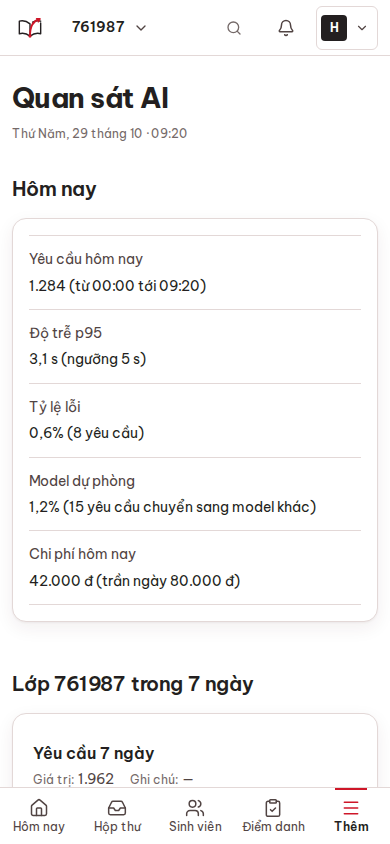 761987
H
Quan sát AI
Thứ Năm, 29 tháng 10 · 09:20
Hôm nay
Yêu cầu hôm nay
1.284 (từ 00:00 tới 09:20)
Độ trễ p95
3,1 s (ngưỡng 5 s)
Tỷ lệ lỗi
0,6% (8 yêu cầu)
Model dự phòng
1,2% (15 yêu cầu chuyển sang model khác)
Chi phí hôm nay
42.000 đ (trần ngày 80.000 đ)
Lớp 761987 trong 7 ngày
Yêu cầu 7 ngày
Giá trị: 1.962 Ghi chú: —
Hôm nay Hộp thư Sinh viên Điểm danh Thêm